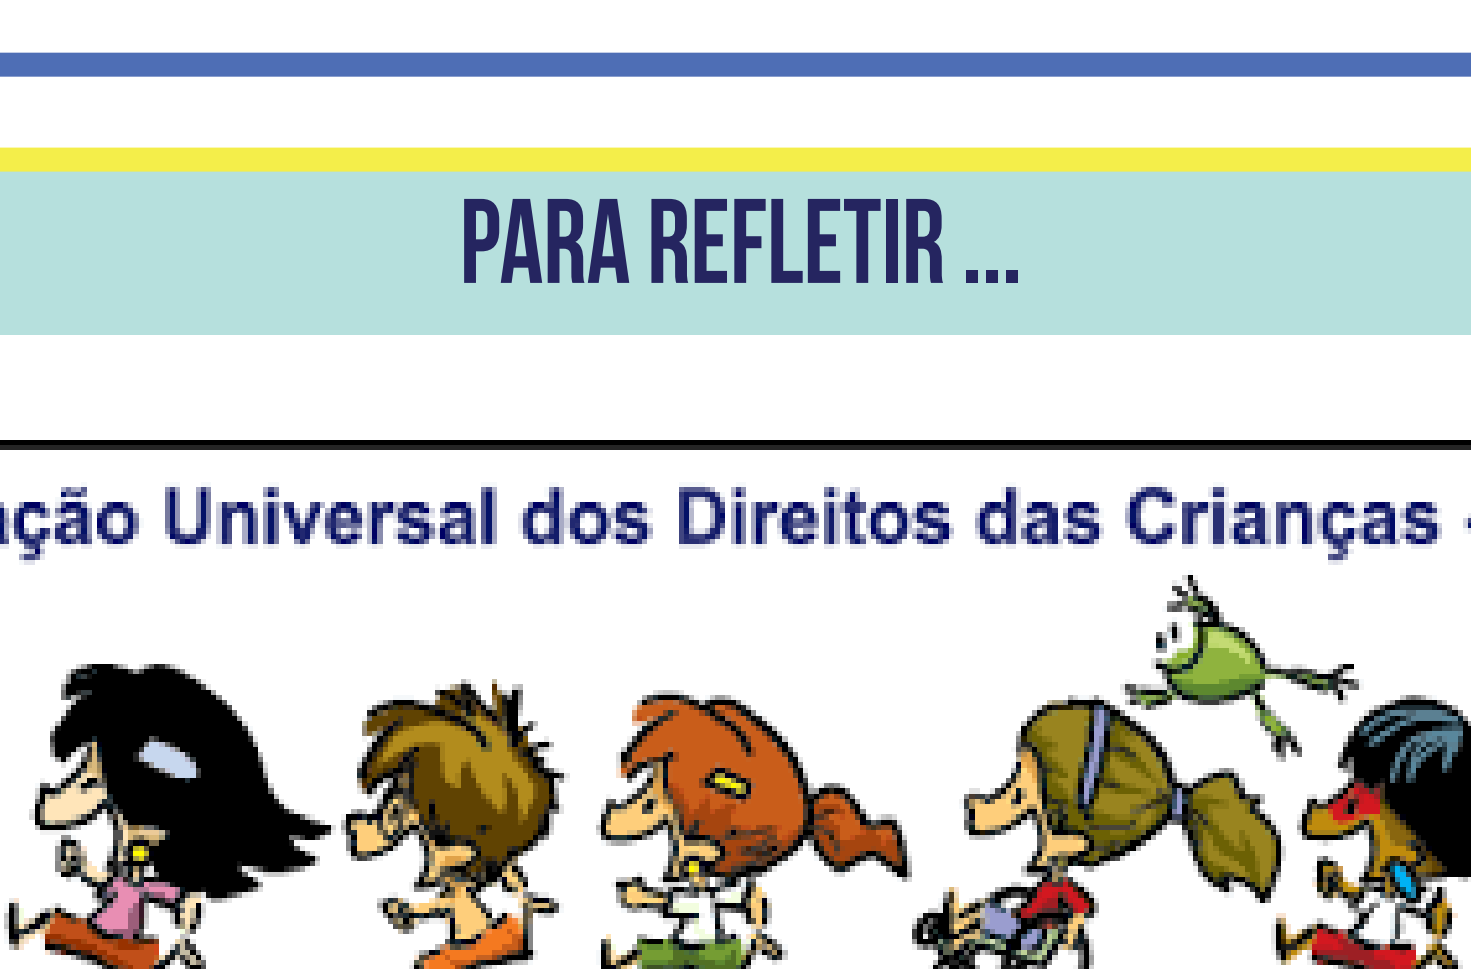 PARA REFLETIR ...
ação Universal dos Direitos das Crianças -